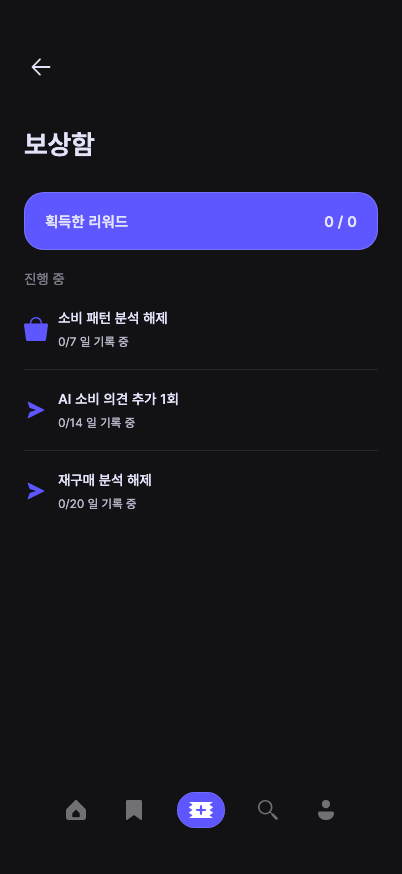 보상함
획득한 리워드 0 / 0
진행 중
소비 패턴 분석 해제
0/7 일 기록 중
AI 소비 의견 추가 1회
0/14 일 기록 중
재구매 분석 해제
0/20 일 기록 중